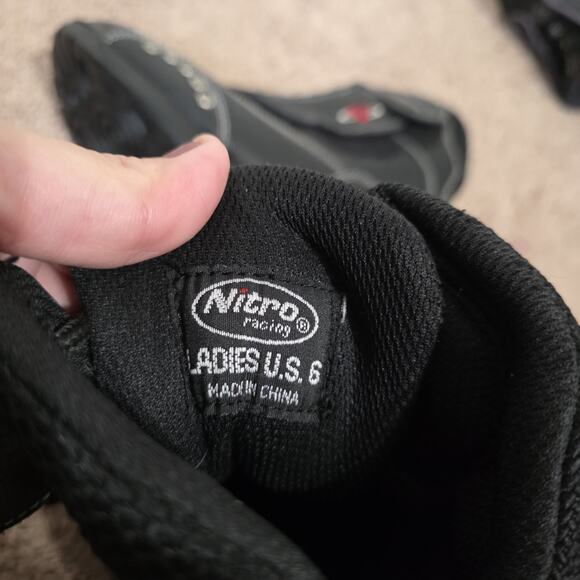 Nitro®
racing
LADIES U.S. 6
MADE IN CHINA